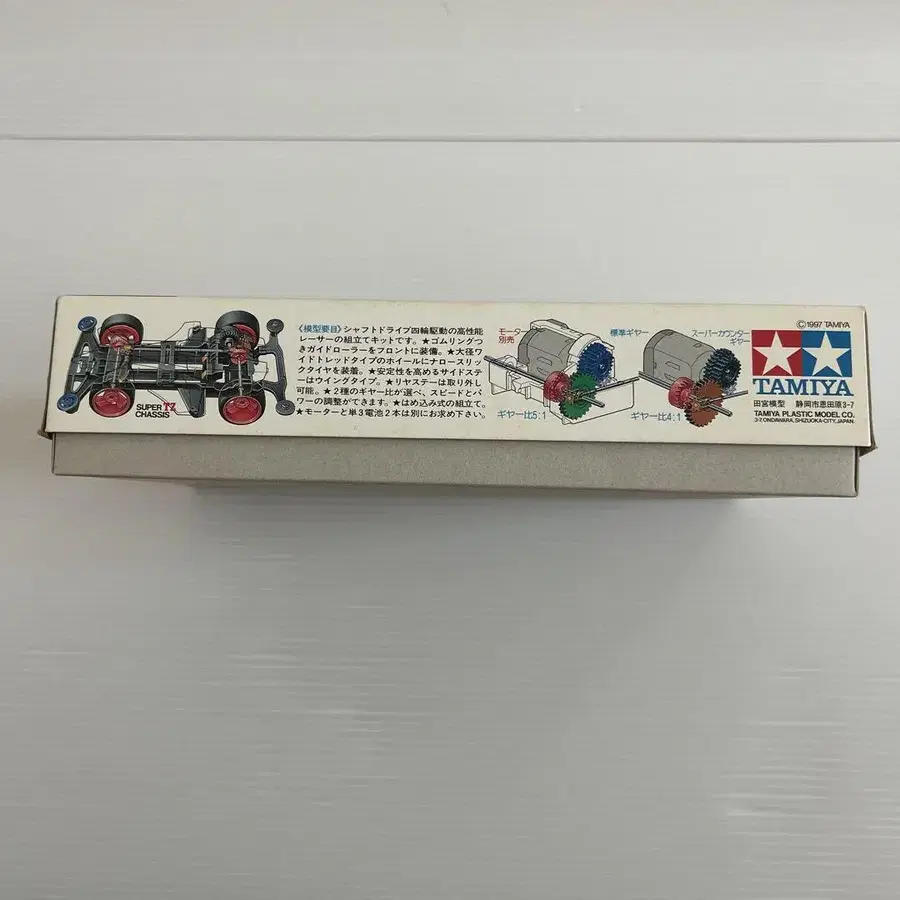 SUPER TZ
CHASSIS
《模型要目》シャフトドライブ四輪駆動の高性能
レーサーの組立てキットです。★ゴムリングつ
きガイドローラーをフロントに装備。★大径ワ
イドトレッドタイプのホイールにナロースリッ
クタイヤを装着。★安定性を高めるサイドステ
ーはウイングタイプ。★リヤステーは取り外し
可能。★2種のギヤー比が選べ、スピードとパ
ワーの調整ができます。★はめ込み式の組立て。
★モーターと単3電池2本は別にお求め下さい。
モーター
別売
標準ギヤー
ギヤー比5:1
スーパーカウンター
ギヤー
ギヤー比4:1
©1997 TAMIYA
TAMIYA
田宮模型 静岡市恩田原3-7
TAMIYA PLASTIC MODEL CO.
3-7, ONDAWARA, SHIZUOKA-CITY, JAPAN.